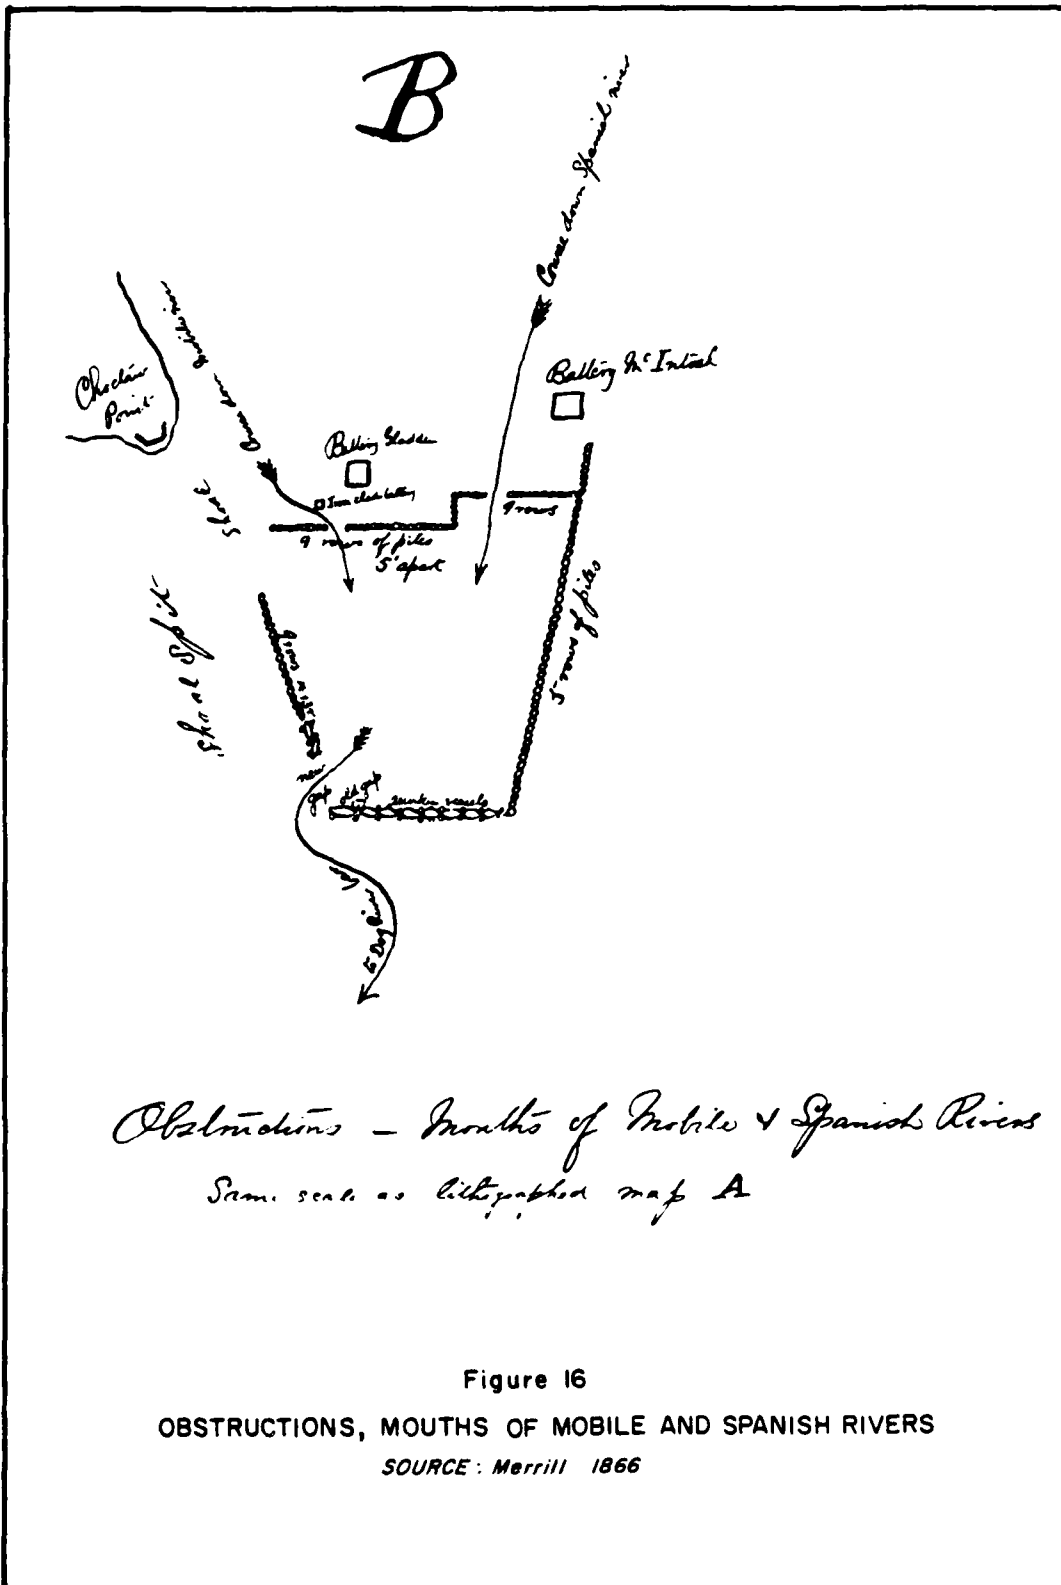 B
Course down Spanish river
Course down Mobile river
Choctaw
Point
Battery McIntosh
Battery Gladden
Iron clad battery
Shoal
9 rows
9 rows of piles
5' apart
Shoal Spit
5 rows of piles
new
gap
old gap
sunken vessels
to Dog River
Obstructions – Mouths of Mobile & Spanish Rivers
Same scale as lithographed map A
Figure 16
OBSTRUCTIONS, MOUTHS OF MOBILE AND SPANISH RIVERS
SOURCE: Merrill 1866